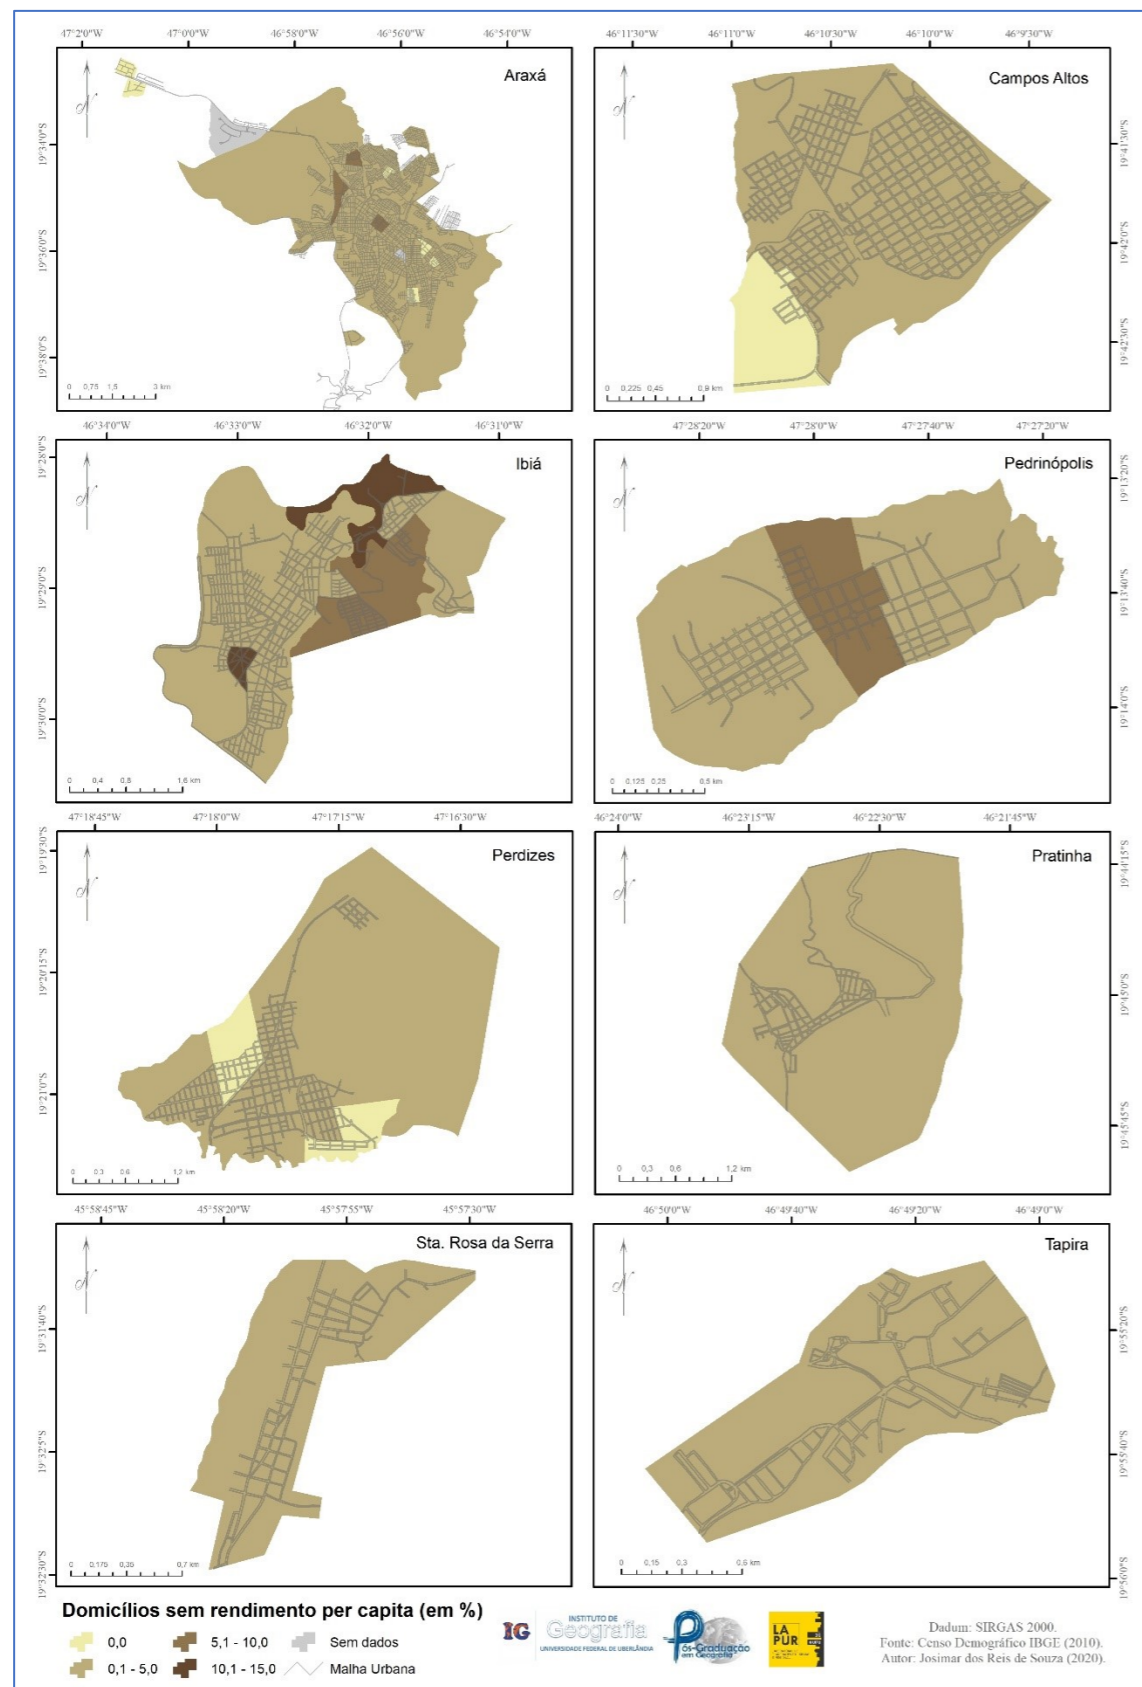 47°2'0"W 47°0'0"W 46°58'0"W 46°56'0"W 46°54'0"W
Araxá
19°34'0"S
19°36'0"S
19°38'0"S
0 0,75 1,5 3 km
46°11'30"W 46°11'0"W 46°10'30"W 46°10'0"W 46°9'30"W
Campos Altos
19°41'30"S
19°42'0"S
19°42'30"S
0 0,225 0,45 0,9 km
46°34'0"W 46°33'0"W 46°32'0"W 46°31'0"W
Ibiá
19°28'0"S
19°29'0"S
19°30'0"S
0 0,4 0,8 1,6 km
47°28'20"W 47°28'0"W 47°27'40"W 47°27'20"W
Pedrinópolis
19°13'20"S
19°13'40"S
19°14'0"S
0 0,125 0,25 0,5 km
47°18'45"W 47°18'0"W 47°17'15"W 47°16'30"W
Perdizes
19°19'30"S
19°20'15"S
19°21'0"S
0 0,3 0,6 1,2 km
46°24'0"W 46°23'15"W 46°22'30"W 46°21'45"W
Pratinha
19°44'15"S
19°45'0"S
19°45'45"S
0 0,3 0,6 1,2 km
45°58'45"W 45°58'20"W 45°57'55"W 45°57'30"W
Sta. Rosa da Serra
19°31'40"S
19°32'5"S
19°32'30"S
0 0,175 0,35 0,7 km
46°50'0"W 46°49'40"W 46°49'20"W 46°49'0"W
Tapira
19°55'20"S
19°55'40"S
19°56'0"S
0 0,15 0,3 0,6 km
Domicílios sem rendimento per capita (em %)
0,0
0,1 - 5,0
5,1 - 10,0
10,1 - 15,0
Sem dados
Malha Urbana
IG
INSTITUTO DE
Geografia
UNIVERSIDADE FEDERAL DE UBERLÂNDIA
Pós-Graduação
em Geografia
LA
PUR
Dadum: SIRGAS 2000.
Fonte: Censo Demográfico IBGE (2010).
Autor: Josimar dos Reis de Souza (2020).